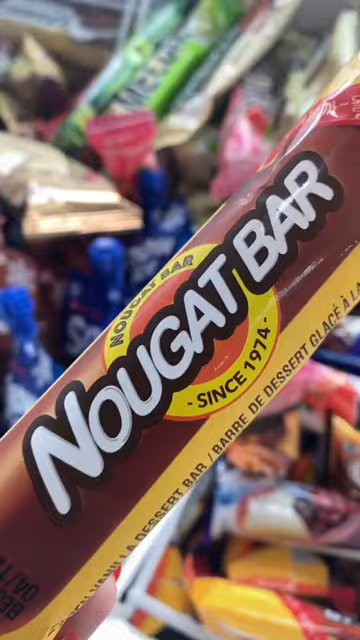 NOUGAT BAR
NOUGAT BAR
- SINCE 1974 -
DESSERT BAR / BARRE DE DESSERT GLACÉ À LA